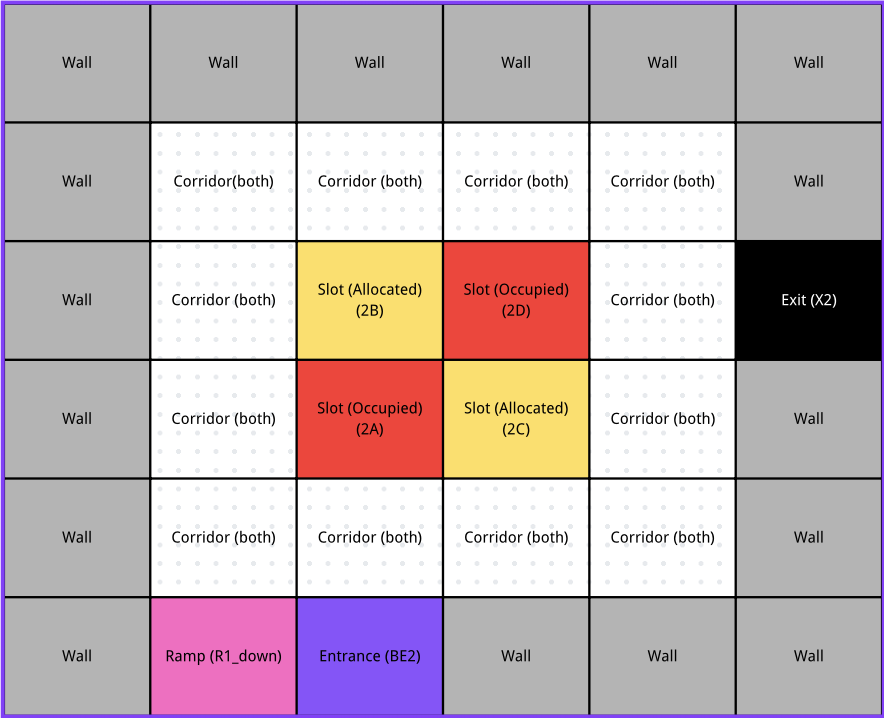 Wall
Wall
Wall
Wall
Wall
Wall
Wall
Corridor(both)
Corridor (both)
Corridor (both)
Corridor (both)
Wall
Wall
Corridor (both)
Slot (Allocated)
(2B)
Slot (Occupied)
(2D)
Corridor (both)
Exit (X2)
Wall
Corridor (both)
Slot (Occupied)
(2A)
Slot (Allocated)
(2C)
Corridor (both)
Wall
Wall
Corridor (both)
Corridor (both)
Corridor (both)
Corridor (both)
Wall
Wall
Ramp (R1_down)
Entrance (BE2)
Wall
Wall
Wall